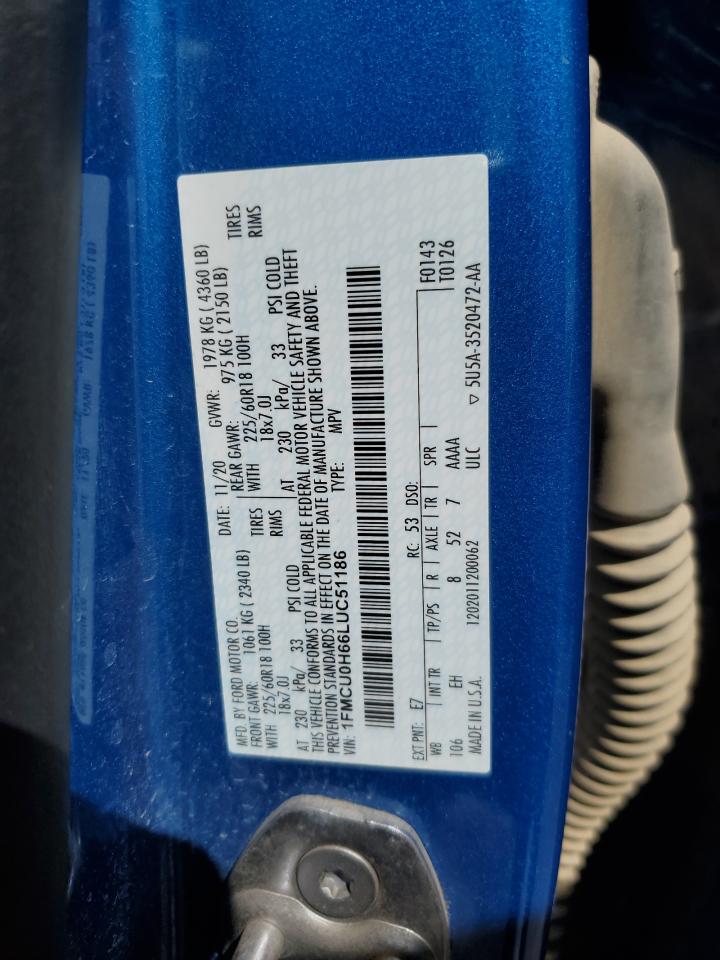 MFD. BY FORD MOTOR CO.
DATE: 11/20 GVWR: 1978 KG ( 4360 LB)
FRONT GAWR: 1061 KG ( 2340 LB) REAR GAWR: 975 KG ( 2150 LB)
WITH 225/60R18 100H TIRES WITH 225/60R18 100H TIRES
18x7.0J RIMS 18x7.0J RIMS
AT 230 kPa/ 33 PSI COLD AT 230 kPa/ 33 PSI COLD
THIS VEHICLE CONFORMS TO ALL APPLICABLE FEDERAL MOTOR VEHICLE SAFETY AND THEFT
PREVENTION STANDARDS IN EFFECT ON THE DATE OF MANUFACTURE SHOWN ABOVE.
VIN: 1FMCU0H66LUC51186 TYPE: MPV
EXT PNT: E7 RC: 53 DSO: F0143
WB INT TR TP/PS R AXLE TR SPR T0126
106 EH 8 52 7 AAAA
MADE IN U.S.A. 1202011200062 ULC ▽ 5U5A-3520472-AA